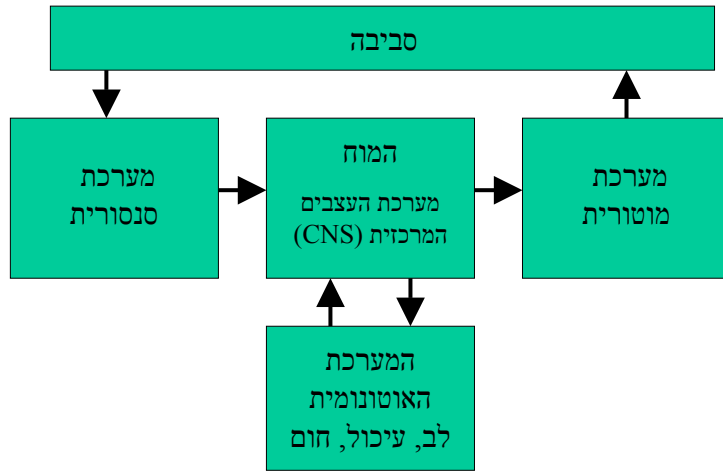 סביבה
מערכת
סנסורית
המוח
מערכת העצבים
המרכזית (CNS)
מערכת
מוטורית
המערכת
האוטונומית
לב, עיכול, חום